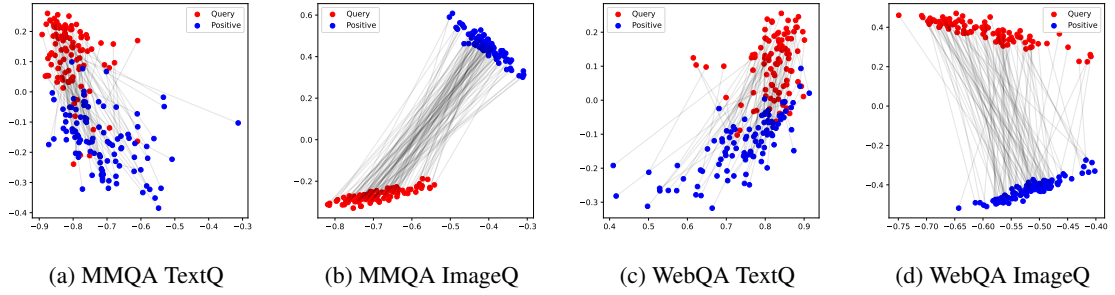 Query
Positive
0.2
0.1
0.0
−0.1
−0.2
−0.3
−0.4
−0.9 −0.8 −0.7 −0.6 −0.5 −0.4 −0.3
(a) MMQA TextQ
Query
Positive
0.6
0.4
0.2
0.0
−0.2
−0.8 −0.7 −0.6 −0.5 −0.4 −0.3
(b) MMQA ImageQ
Query
Positive
0.2
0.1
0.0
−0.1
−0.2
−0.3
0.4 0.5 0.6 0.7 0.8 0.9
(c) WebQA TextQ
Query
Positive
0.4
0.2
0.0
−0.2
−0.4
−0.75 −0.70 −0.65 −0.60 −0.55 −0.50 −0.45 −0.40
(d) WebQA ImageQ